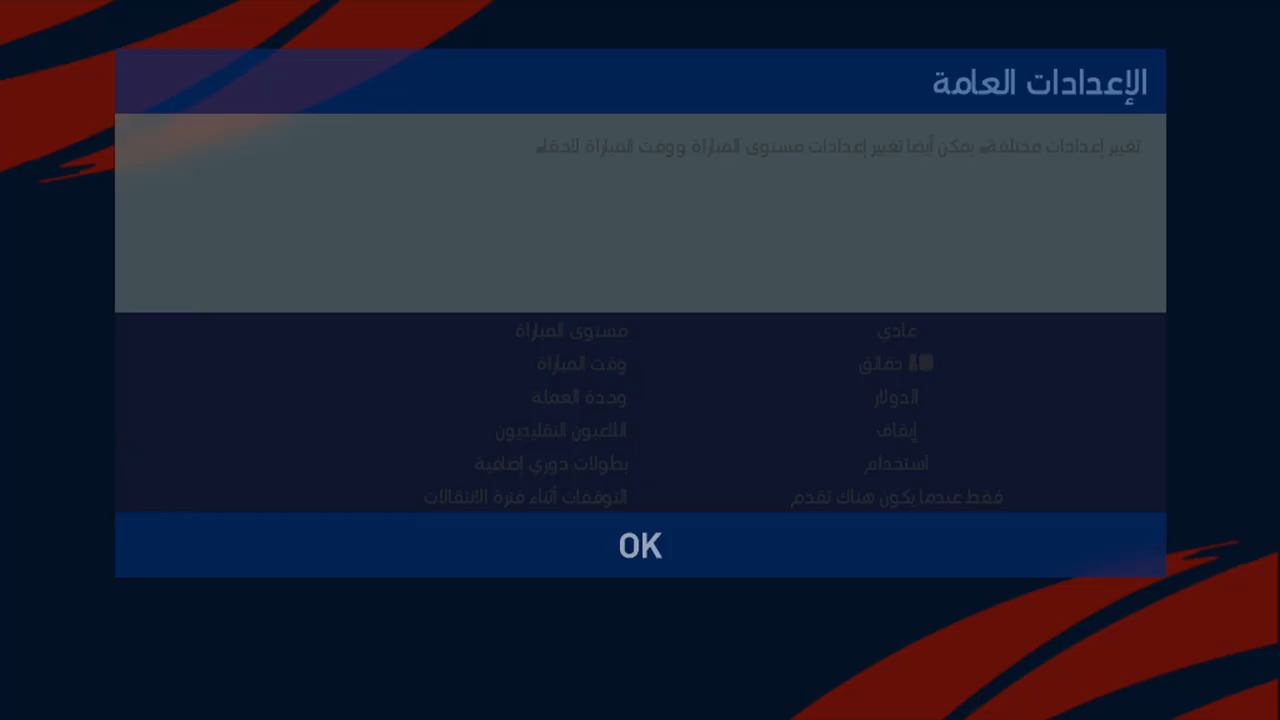 الإعدادات العامة
تغيير إعدادات مختلفة. يمكن أيضا تغيير إعدادات مستوى المباراة ووقت المباراة لاحقا.
مستوى المباراة عادي
وقت المباراة 10 دقائق
وحدة العملة الدولار
اللاعبون التقليديون إيقاف
بطولات دوري إضافية استخدام
التوقفات أثناء فترة الانتقالات فقط عندما يكون هناك تقدم
OK